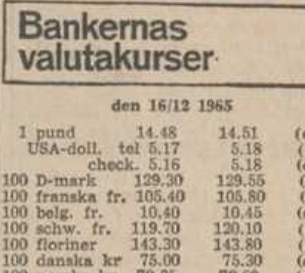 Bankernas
valutakurser
den 16/12 1965
1 pund 14.48 14.51
USA-doll. tel 5.17 5.18
check. 5.16 5.18
100 D-mark 129.30 129.55
100 franska fr. 105.40 105.80
100 belg. fr. 10,40 10.45
100 schw. fr. 119.70 120.10
100 floriner 143.30 143.80
100 danska kr 75.00 75.30